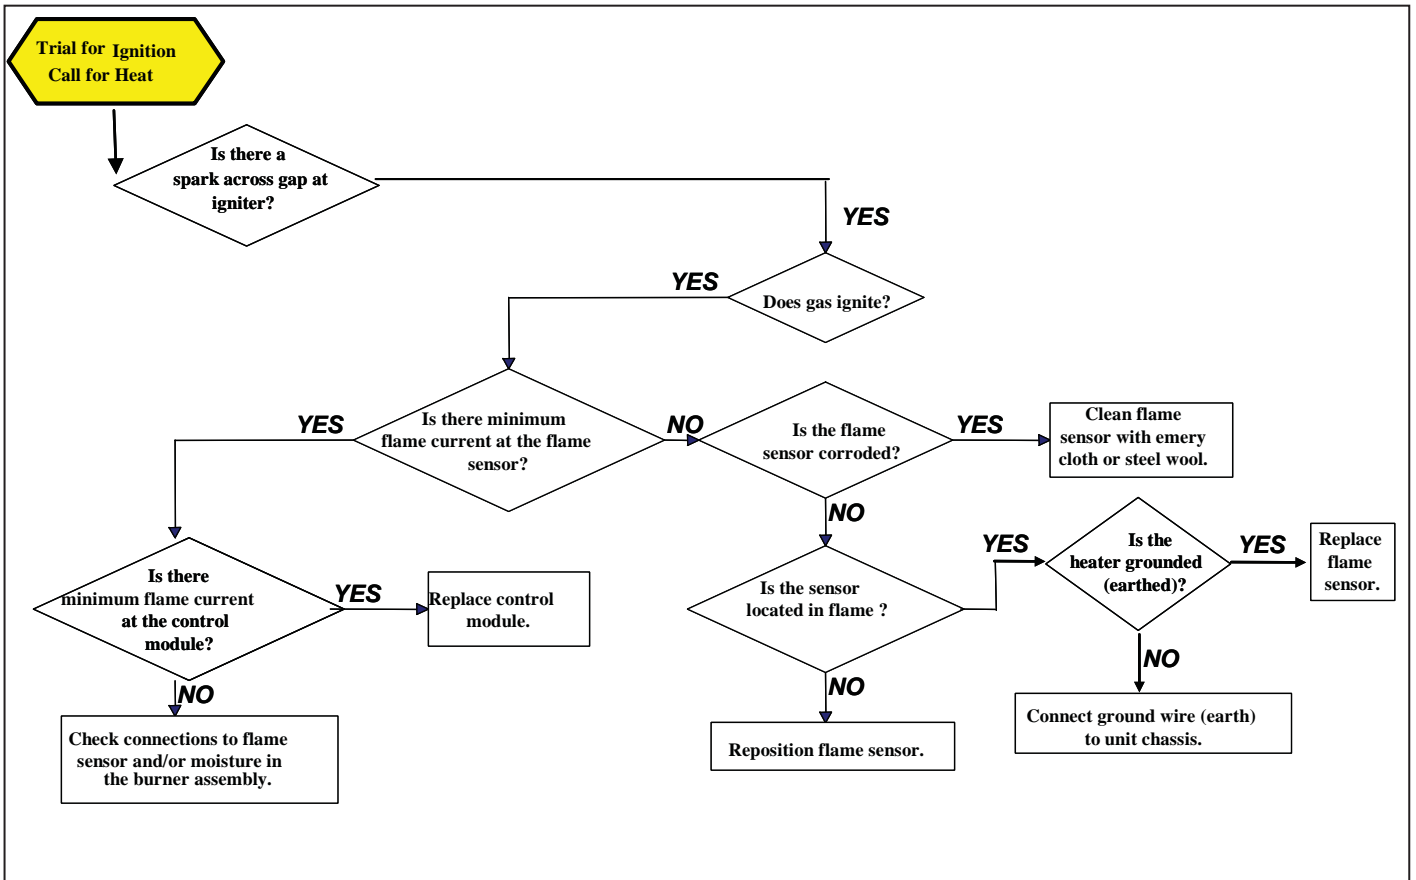 Trial for Ignition
Call for Heat
Is there a
spark across gap at
igniter?
YES
YES
Does gas ignite?
YES
Is there minimum
flame current at the flame
sensor?
NO
Is the flame
sensor corroded?
YES
Clean flame
sensor with emery
cloth or steel wool.
NO
Is there
minimum flame current
at the control
module?
YES
Replace control
module.
Is the sensor
located in flame ?
YES
Is the
heater grounded
(earthed)?
YES
Replace
flame
sensor.
NO
Check connections to flame
sensor and/or moisture in
the burner assembly.
NO
Reposition flame sensor.
NO
Connect ground wire (earth)
to unit chassis.